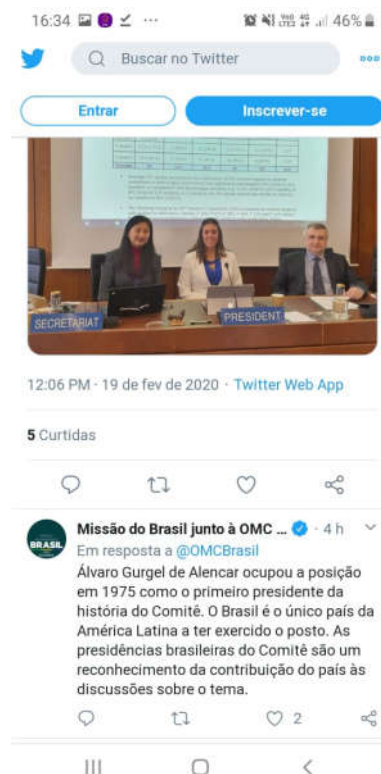 16:34
46%
Buscar no Twitter
Entrar
Inscrever-se
SECRETARIAT
PRESIDENT
12:06 PM · 19 de fev de 2020 · Twitter Web App
5 Curtidas
Missão do Brasil junto à OMC ... · 4 h
BRASIL
Em resposta a @OMCBrasil
Álvaro Gurgel de Alencar ocupou a posição
em 1975 como o primeiro presidente da
história do Comitê. O Brasil é o único país da
América Latina a ter exercido o posto. As
presidências brasileiras do Comitê são um
reconhecimento da contribuição do país às
discussões sobre o tema.
2